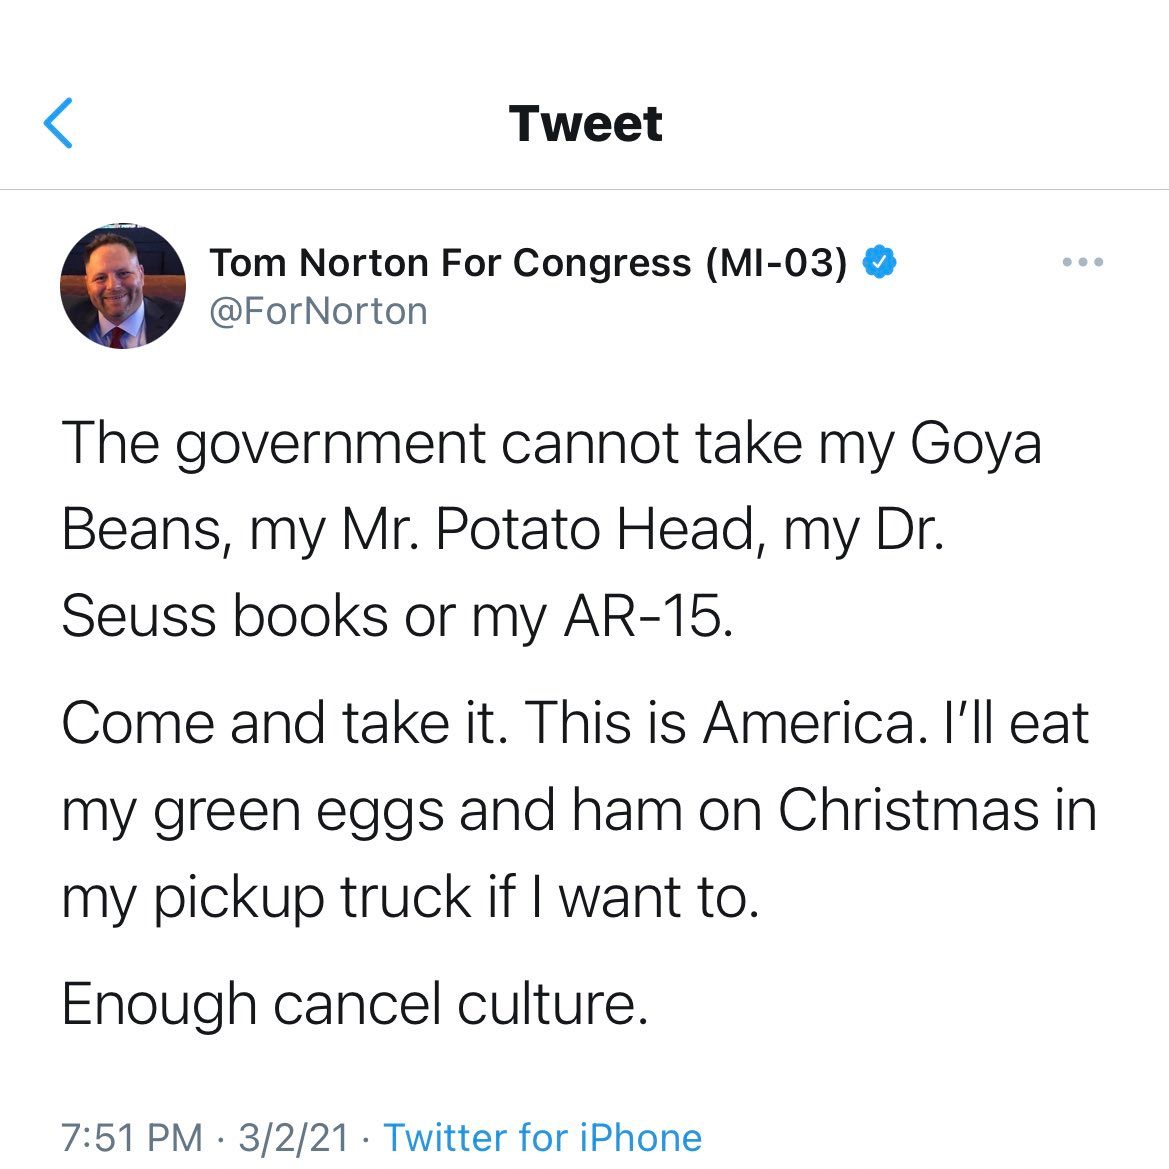 Tweet
Tom Norton For Congress (MI-03)
@ForNorton
The government cannot take my Goya
Beans, my Mr. Potato Head, my Dr.
Seuss books or my AR-15.
Come and take it. This is America. I’ll eat
my green eggs and ham on Christmas in
my pickup truck if I want to.
Enough cancel culture.
7:51 PM · 3/2/21 · Twitter for iPhone